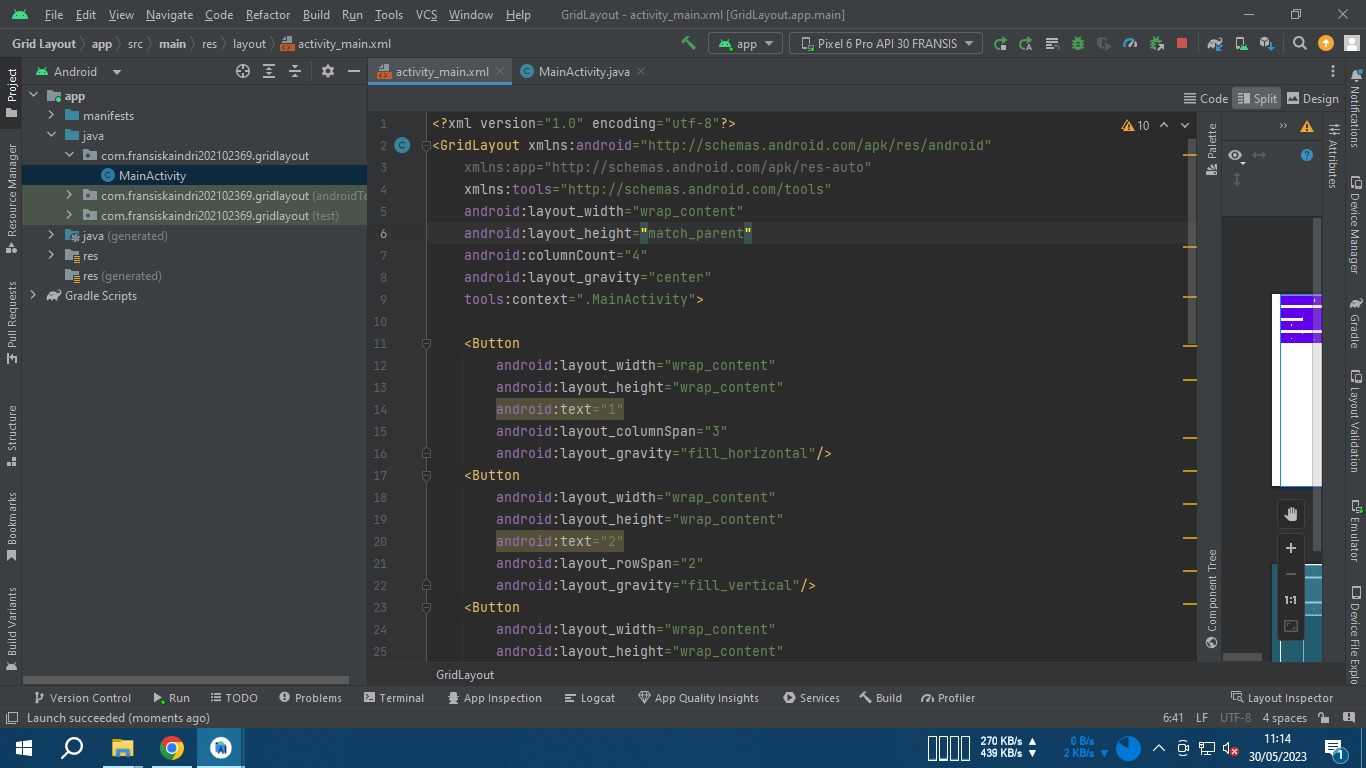 File Edit View Navigate Code Refactor Build Run Tools VCS Window Help GridLayout - activity_main.xml [GridLayout.app.main]
Grid Layout app src main res layout activity_main.xml app Pixel 6 Pro API 30 FRANSIS
Android activity_main.xml MainActivity.java
Code Split Design
Project
Resource Manager
Pull Requests
Structure
Bookmarks
Build Variants
app
manifests
java
com.fransiskaindri202102369.gridlayout
MainActivity
com.fransiskaindri202102369.gridlayout (androidTe
com.fransiskaindri202102369.gridlayout (test)
java (generated)
res
res (generated)
Gradle Scripts
10
1 <?xml version="1.0" encoding="utf-8"?>
2 <GridLayout xmlns:android="http://schemas.android.com/apk/res/android"
3 xmlns:app="http://schemas.android.com/apk/res-auto"
4 xmlns:tools="http://schemas.android.com/tools"
5 android:layout_width="wrap_content"
6 android:layout_height="match_parent"
7 android:columnCount="4"
8 android:layout_gravity="center"
9 tools:context=".MainActivity">
10
11 <Button
12 android:layout_width="wrap_content"
13 android:layout_height="wrap_content"
14 android:text="1"
15 android:layout_columnSpan="3"
16 android:layout_gravity="fill_horizontal"/>
17 <Button
18 android:layout_width="wrap_content"
19 android:layout_height="wrap_content"
20 android:text="2"
21 android:layout_rowSpan="2"
22 android:layout_gravity="fill_vertical"/>
23 <Button
24 android:layout_width="wrap_content"
25 android:layout_height="wrap_content"
GridLayout
Palette
Component Tree
1:1
Attributes
Notifications
Device Manager
Gradle
Layout Validation
Emulator
Device File Explo
Version Control Run TODO Problems Terminal App Inspection Logcat App Quality Insights Services Build Profiler Layout Inspector
Launch succeeded (moments ago) 6:41 LF UTF-8 4 spaces
270 KB/s 0 B/s 11:14
439 KB/s 2 KB/s 30/05/2023
1